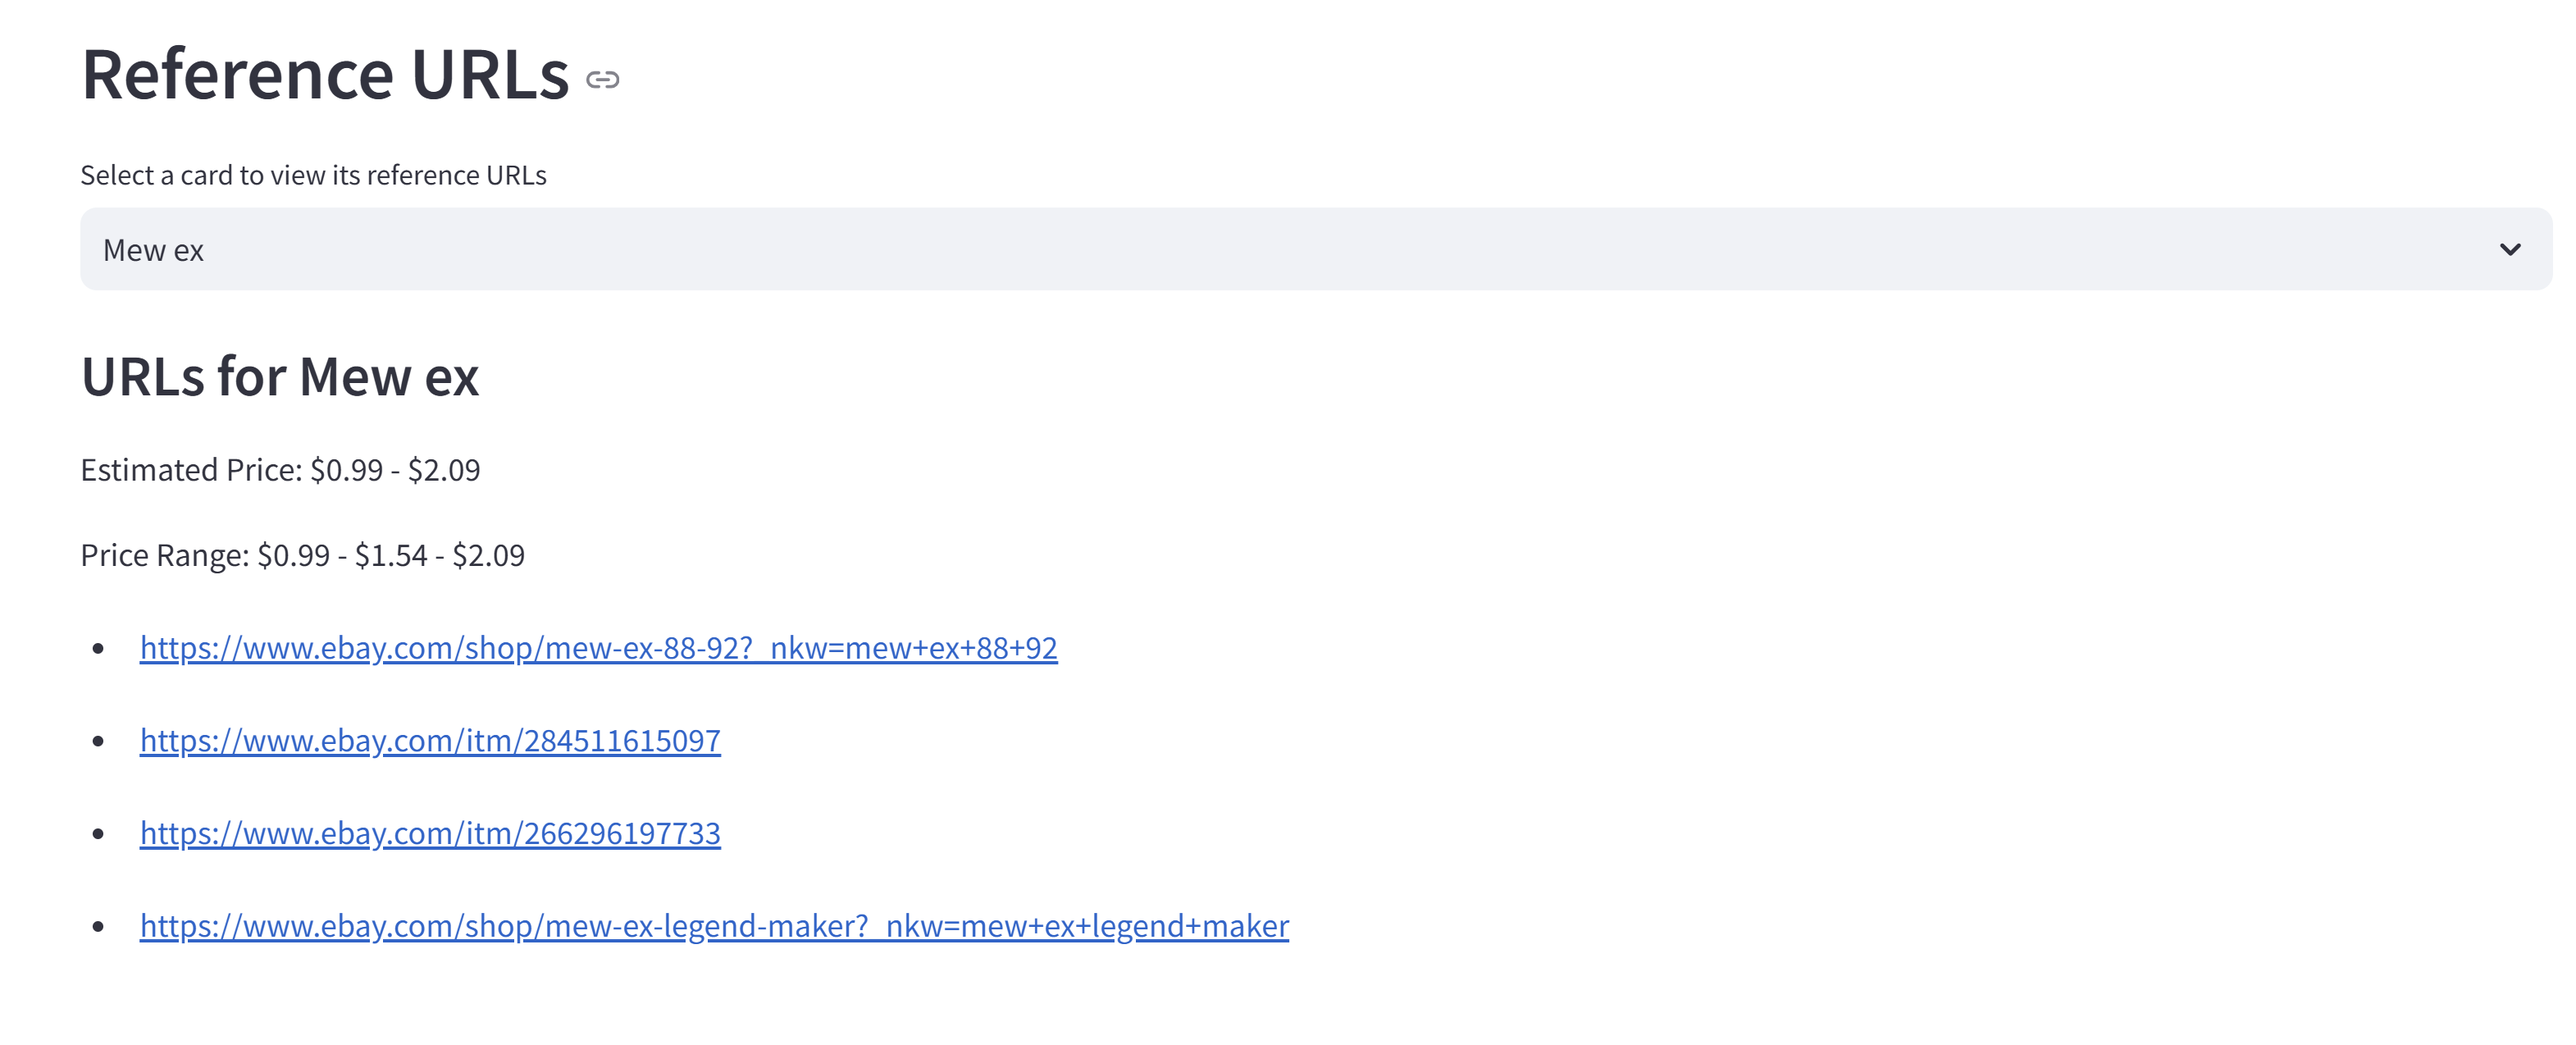 Reference URLs
Select a card to view its reference URLs
Mew ex
URLs for Mew ex
Estimated Price: $0.99 - $2.09
Price Range: $0.99 - $1.54 - $2.09
https://www.ebay.com/shop/mew-ex-88-92?_nkw=mew+ex+88+92
https://www.ebay.com/itm/284511615097
https://www.ebay.com/itm/266296197733
https://www.ebay.com/shop/mew-ex-legend-maker?_nkw=mew+ex+legend+maker